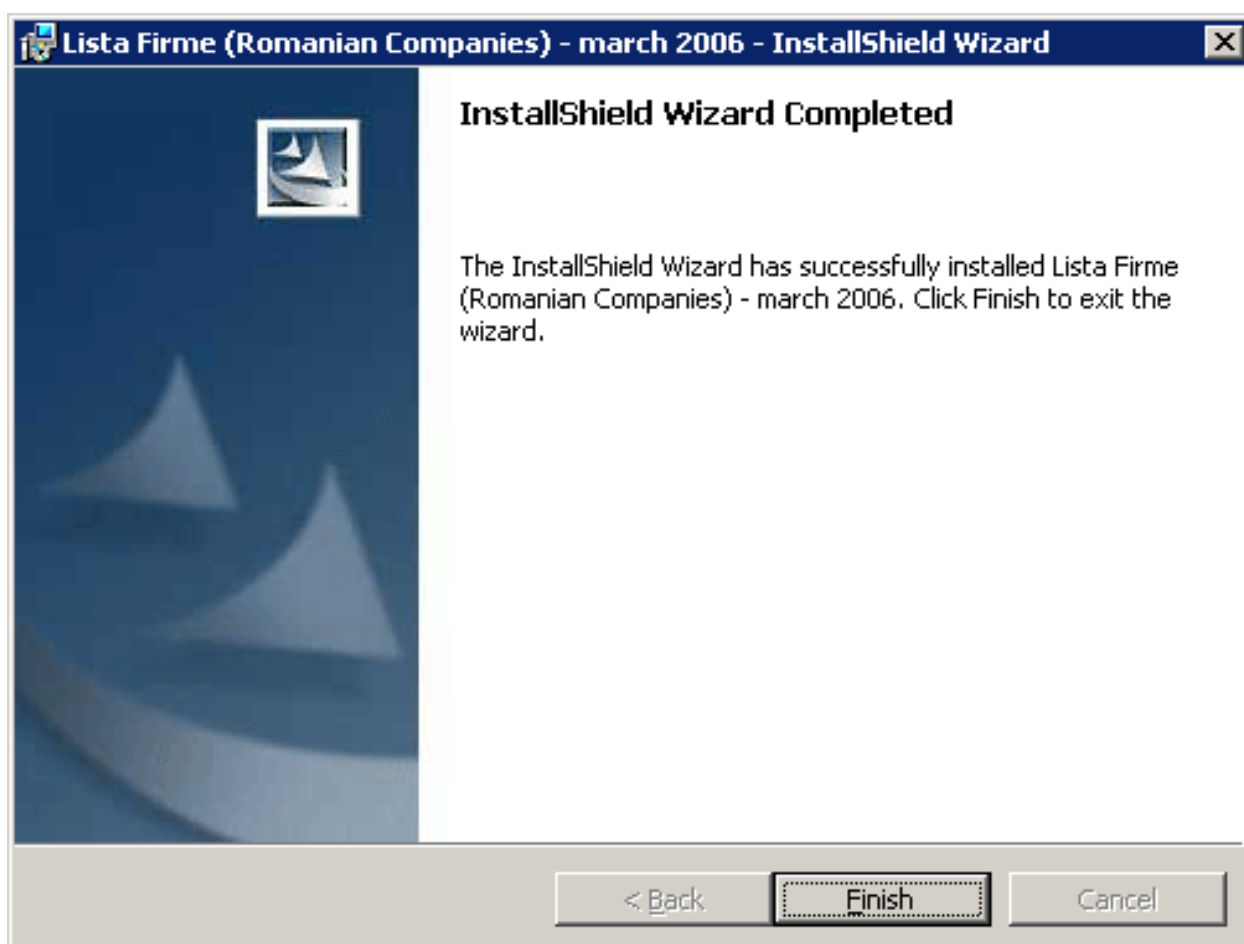 Lista Firme (Romanian Companies) - march 2006 - InstallShield Wizard
InstallShield Wizard Completed
The InstallShield Wizard has successfully installed Lista Firme
(Romanian Companies) - march 2006. Click Finish to exit the
wizard.
< Back
Finish
Cancel